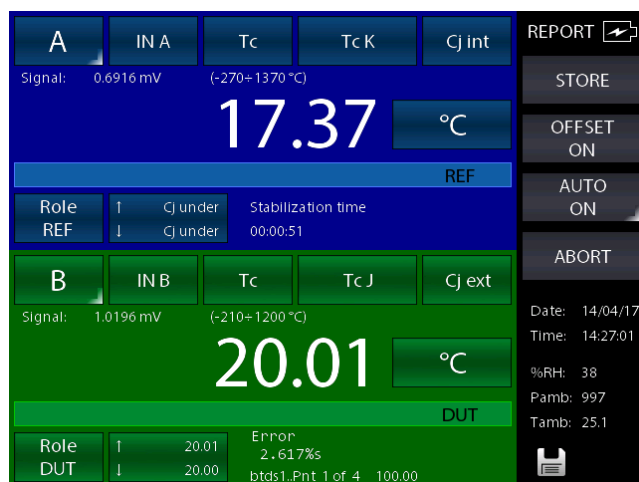 A IN A Tc Tc K Cj int
Signal: 0.6916 mV (-270÷1370 °C)
17.37 °C
REF
Role REF
↑ Cj under
↓ Cj under
Stabilization time
00:00:51
B IN B Tc Tc J Cj ext
Signal: 1.0196 mV (-210÷1200 °C)
20.01 °C
DUT
Role DUT
↑ 20.01
↓ 20.00
Error
2.617%s
btds1..Pnt 1 of 4 100.00
REPORT
STORE
OFFSET
ON
AUTO
ON
ABORT
Date: 14/04/17
Time: 14:27:01
%RH: 38
Pamb: 997
Tamb: 25.1